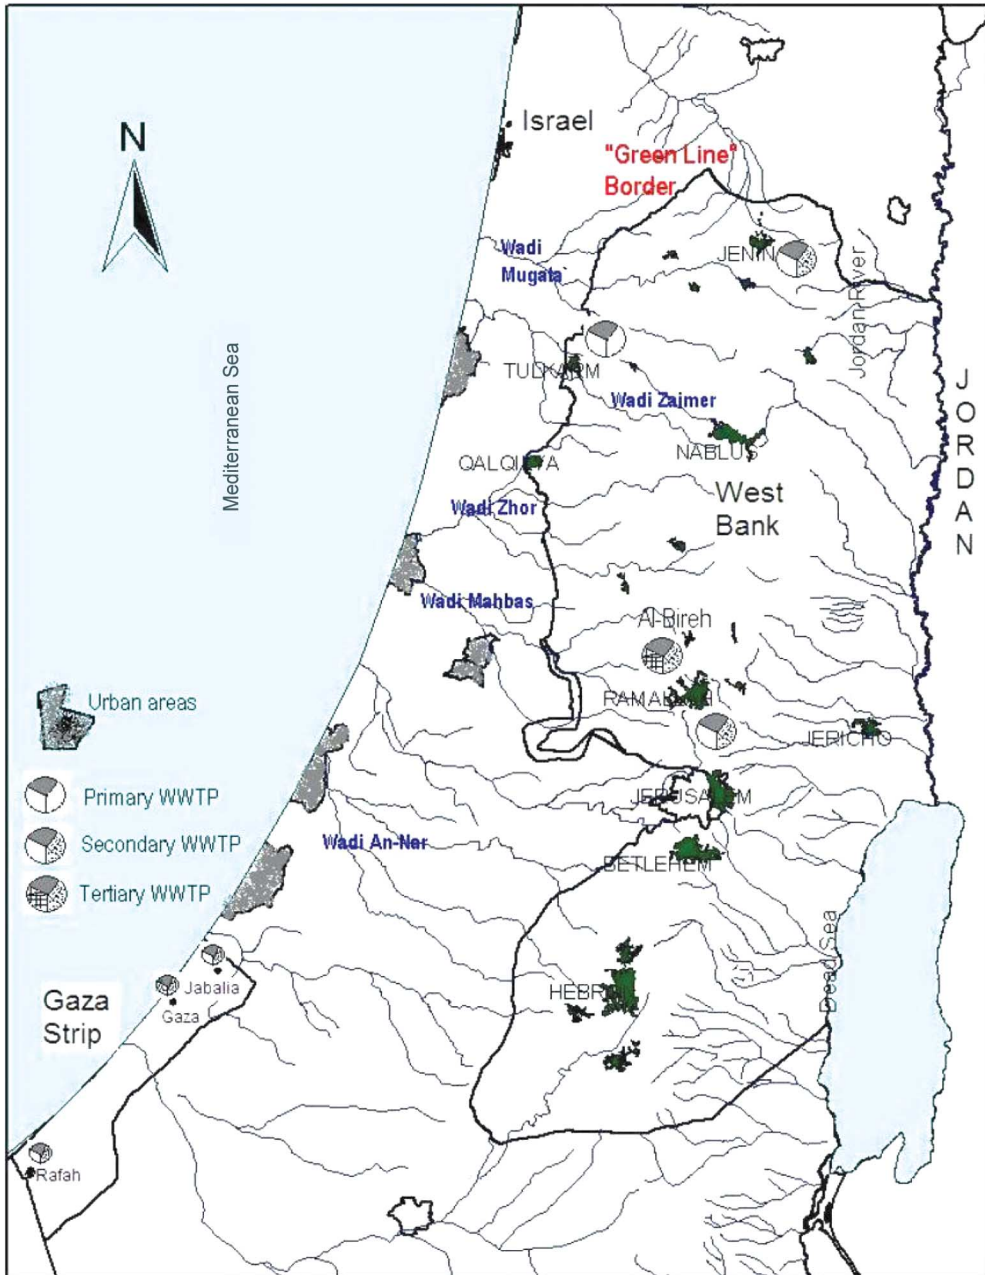 N
Israel
"Green Line"
Border
Wadi
Mugata
JENIN
Jordan River
Mediterranean Sea
TULKARM
Wadi Zaimer
JORDAN
NABLUS
QALQILYA
West
Bank
Wadi Zhor
Wadi Mahbas
Al-Bireh
RAMALLAH
Urban areas
JERICHO
Primary WWTP
JERUSALEM
Secondary WWTP
Wadi An-Nar
BETLEHEM
Tertiary WWTP
Dead Sea
Jabalia
HEBRON
Gaza
Strip
Gaza
Rafah